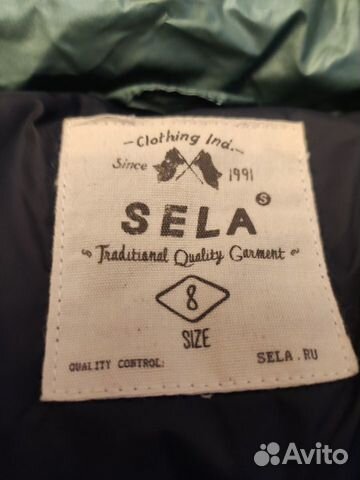 Clothing Ind.
Since 1991
SELA S
Traditional Quality Garment
8
SIZE
QUALITY CONTROL: SELA.RU
Avito